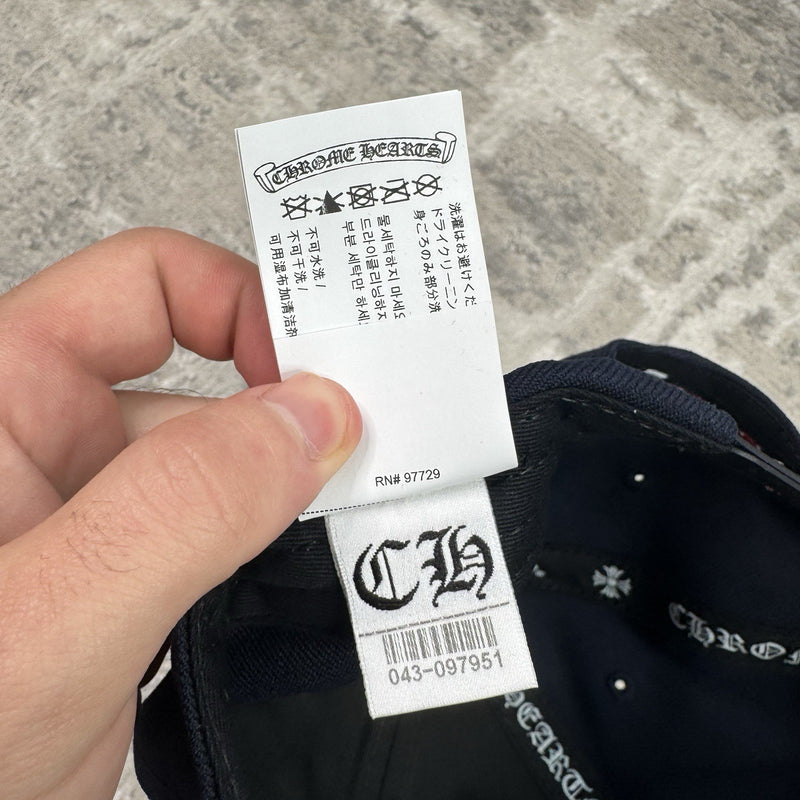 CHROME HEARTS
洗濯はお避けくだ
ドライクリーニン
身ごろのみ部分洗
물세탁하지 마세요
드라이클리닝하지
부분 세탁만 하세
不可水洗/
不可干洗/
可用湿布加清洁剂
RN# 97729
CH
043-097951
CHRO
HEARTS